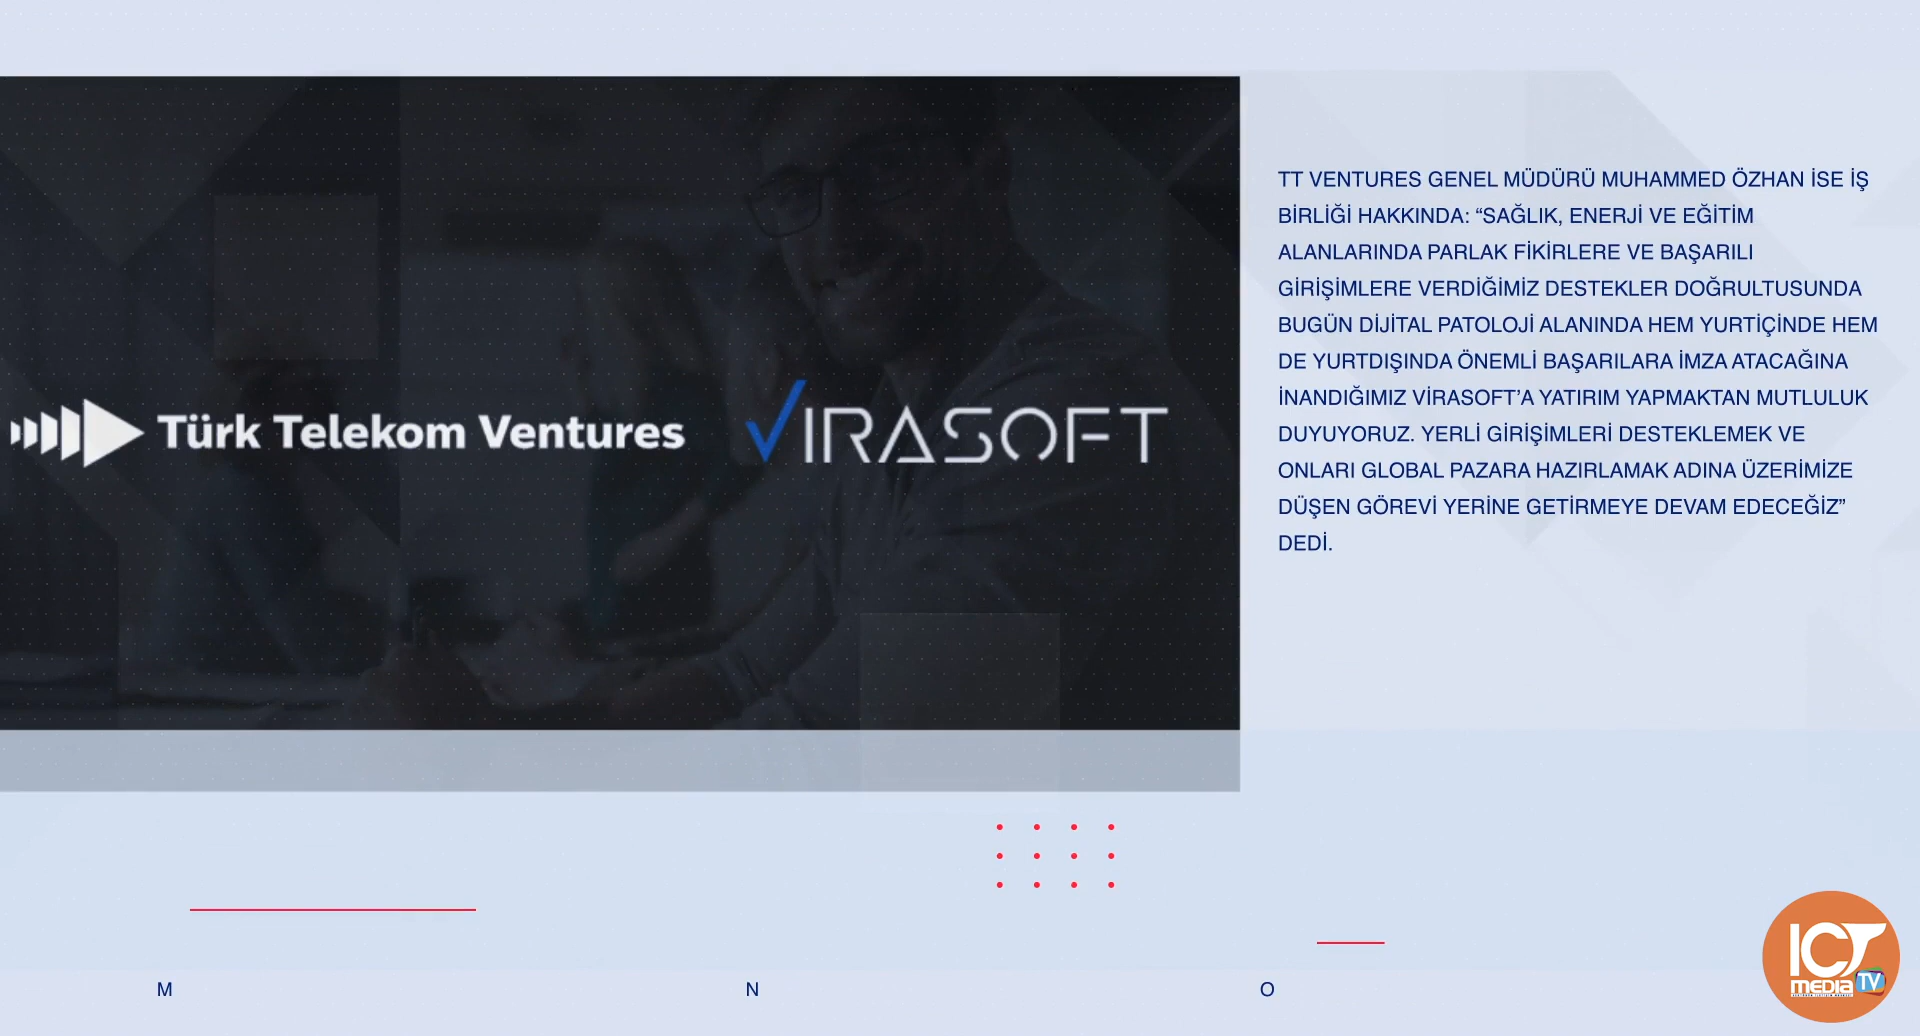 Türk Telekom Ventures
VIRASOFT
TT VENTURES GENEL MÜDÜRÜ MUHAMMED ÖZHAN İSE İŞ
BİRLİĞİ HAKKINDA: “SAĞLIK, ENERJİ VE EĞİTİM
ALANLARINDA PARLAK FİKİRLERE VE BAŞARILI
GİRİŞİMLERE VERDİĞİMİZ DESTEKLER DOĞRULTUSUNDA
BUGÜN DİJİTAL PATOLOJİ ALANINDA HEM YURTİÇİNDE HEM
DE YURTDIŞINDA ÖNEMLİ BAŞARILARA İMZA ATACAĞINA
İNANDIĞIMIZ VİRASOFT’A YATIRIM YAPMAKTAN MUTLULUK
DUYUYORUZ. YERLİ GİRİŞİMLERİ DESTEKLEMEK VE
ONLARI GLOBAL PAZARA HAZIRLAMAK ADINA ÜZERİMİZE
DÜŞEN GÖREVİ YERİNE GETİRMEYE DEVAM EDECEĞİZ”
DEDİ.
M N O
ICT
MEDIA TV